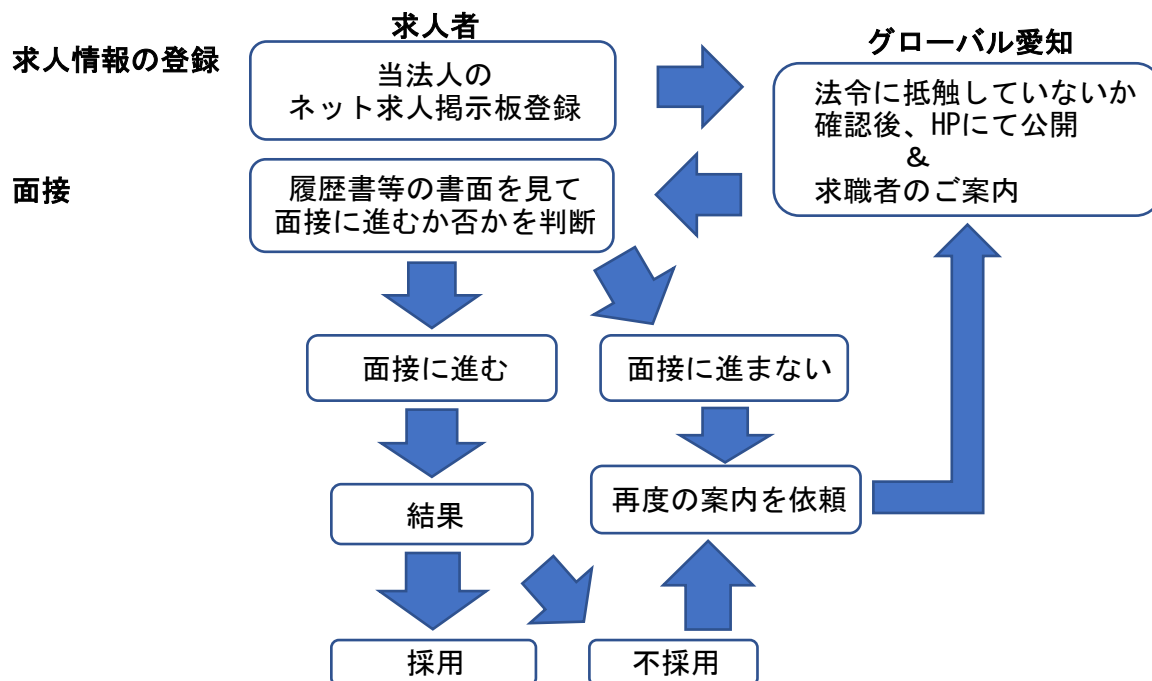 求人者
グローバル愛知
求人情報の登録
当法人の
ネット求人掲示板登録
法令に抵触していないか
確認後、HPにて公開
&
求職者のご案内
面接
履歴書等の書面を見て
面接に進むか否かを判断
面接に進む
面接に進まない
結果
再度の案内を依頼
採用
不採用